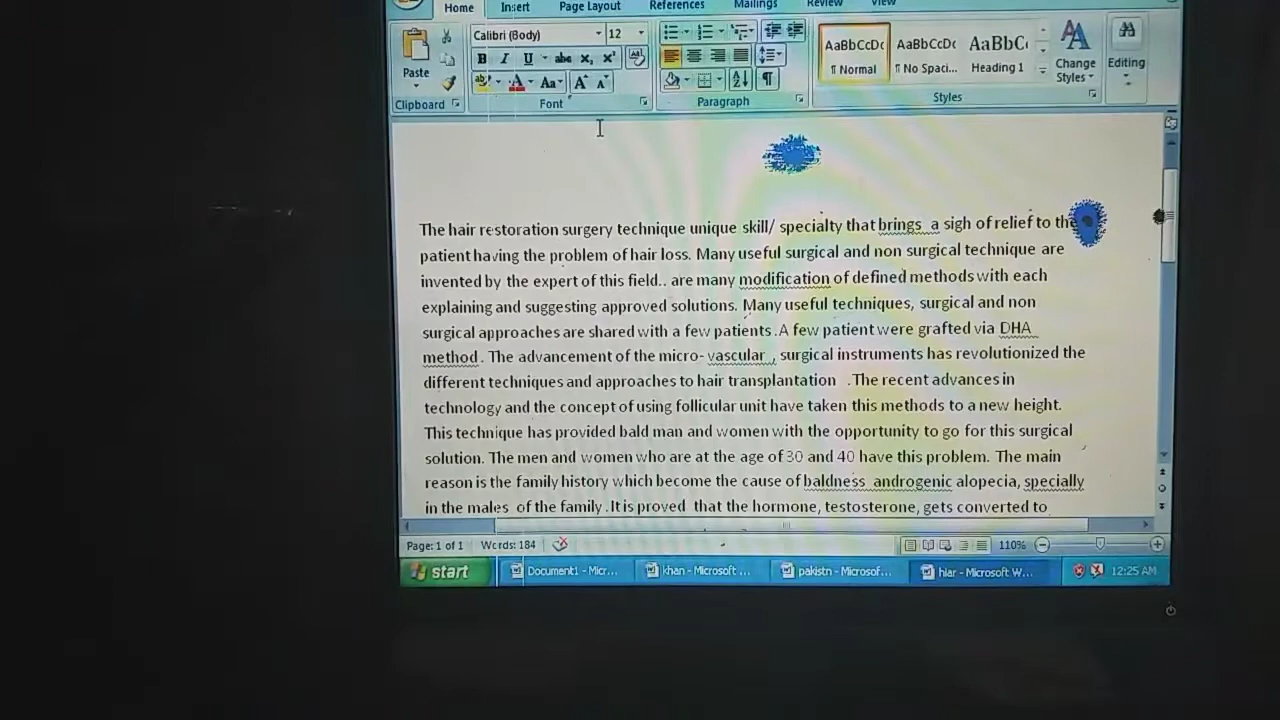 Home Insert Page Layout References Mailings Review View
Calibri (Body) 12
AaBbCcDc AaBbCcDc AaBbC
Paste B I U abc X₂ X² ¶ Normal ¶ No Spaci... Heading 1 Change Styles Editing
Aa A A
Clipboard Font Paragraph Styles
The hair restoration surgery technique unique skill/ specialty that brings a sigh of relief to the
patient having the problem of hair loss. Many useful surgical and non surgical technique are
invented by the expert of this field.. are many modification of defined methods with each
explaining and suggesting approved solutions. Many useful techniques, surgical and non
surgical approaches are shared with a few patients .A few patient were grafted via DHA
method . The advancement of the micro- vascular , surgical instruments has revolutionized the
different techniques and approaches to hair transplantation .The recent advances in
technology and the concept of using follicular unit have taken this methods to a new height.
This technique has provided bald man and women with the opportunity to go for this surgical
solution. The men and women who are at the age of 30 and 40 have this problem. The main
reason is the family history which become the cause of baldness androgenic alopecia, specially
in the males of the family .It is proved that the hormone, testosterone, gets converted to
Page: 1 of 1 Words: 184 110%
start Document1 - Micr... khan - Microsoft ... pakistn - Microsof... hiar - Microsoft W... 12:25 AM